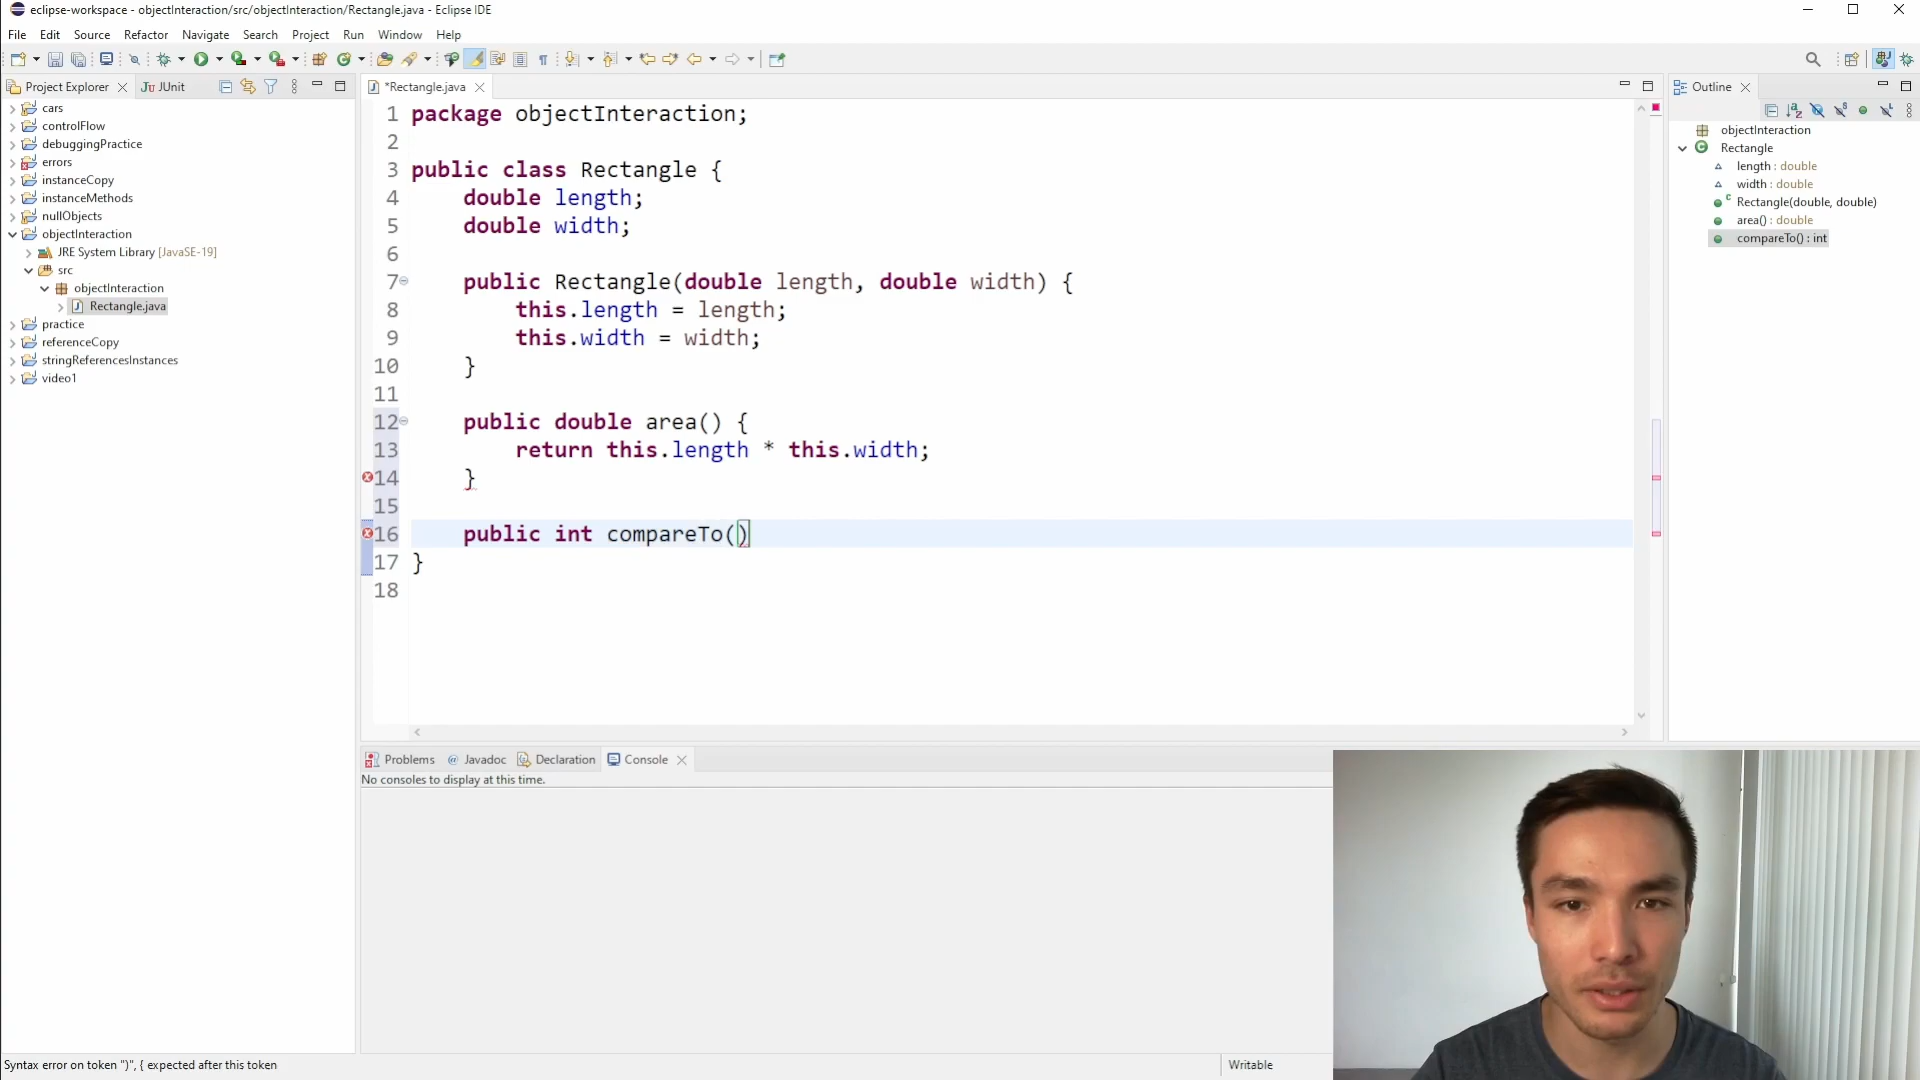 eclipse-workspace - objectInteraction/src/objectInteraction/Rectangle.java - Eclipse IDE
File Edit Source Refactor Navigate Search Project Run Window Help
Project Explorer
JUnit
cars
controlFlow
debuggingPractice
errors
instanceCopy
instanceMethods
nullObjects
objectInteraction
JRE System Library [JavaSE-19]
src
objectInteraction
Rectangle.java
practice
referenceCopy
stringReferencesInstances
video1
*Rectangle.java
1 package objectInteraction;
2
3 public class Rectangle {
4 double length;
5 double width;
6
7 public Rectangle(double length, double width) {
8 this.length = length;
9 this.width = width;
10 }
11
12 public double area() {
13 return this.length * this.width;
14 }
15
16 public int compareTo()
17 }
18
Outline
objectInteraction
Rectangle
length : double
width : double
Rectangle(double, double)
area() : double
compareTo() : int
Problems @ Javadoc Declaration Console
No consoles to display at this time.
Syntax error on token ")", { expected after this token
Writable